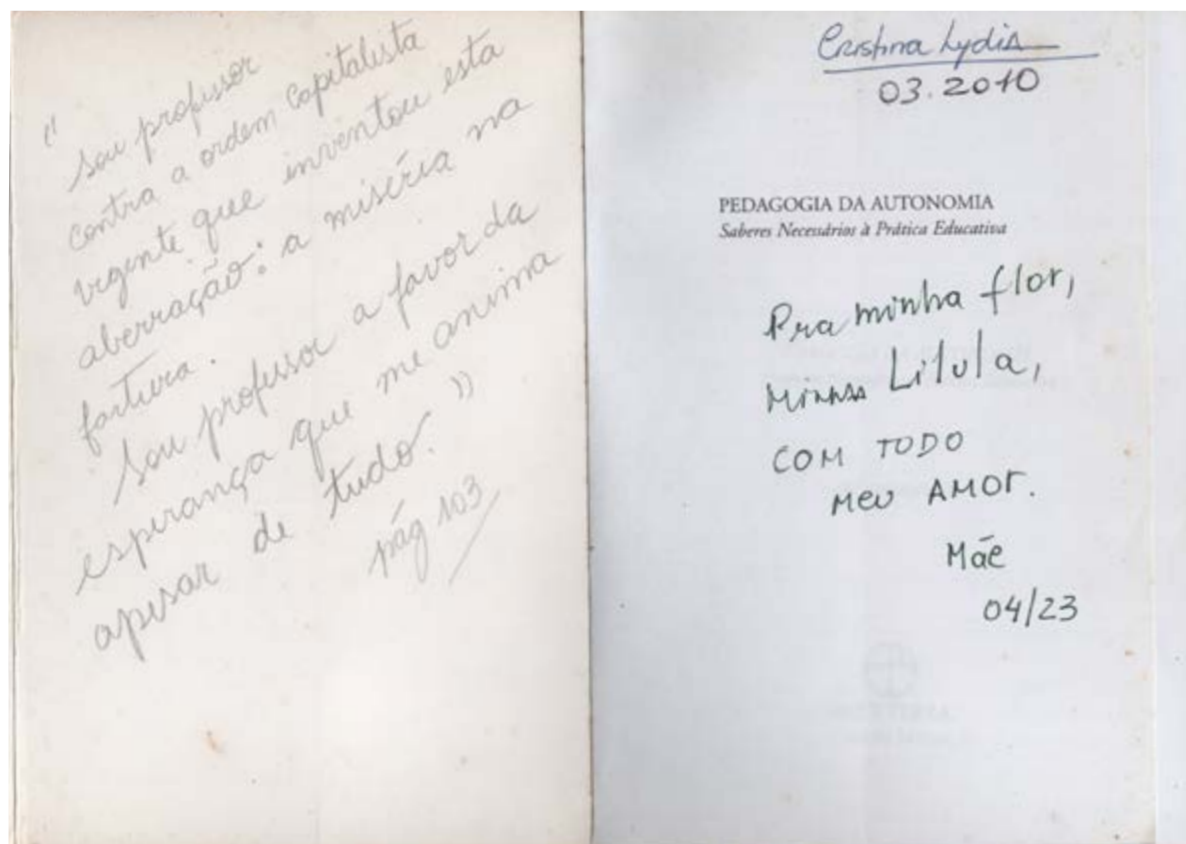 "Sou professor
contra a ordem capitalista
vigente que inventou esta
aberração: a miséria na
fartura.
Sou professor a favor da
esperança que me anima
apesar de tudo."
pág 103
Cristina Lydia
03.2010
PEDAGOGIA DA AUTONOMIA
Saberes Necessários à Prática Educativa
Pra minha flor,
Minha Lilula,
COM TODO
MEU AMOr.
Mãe
04/23